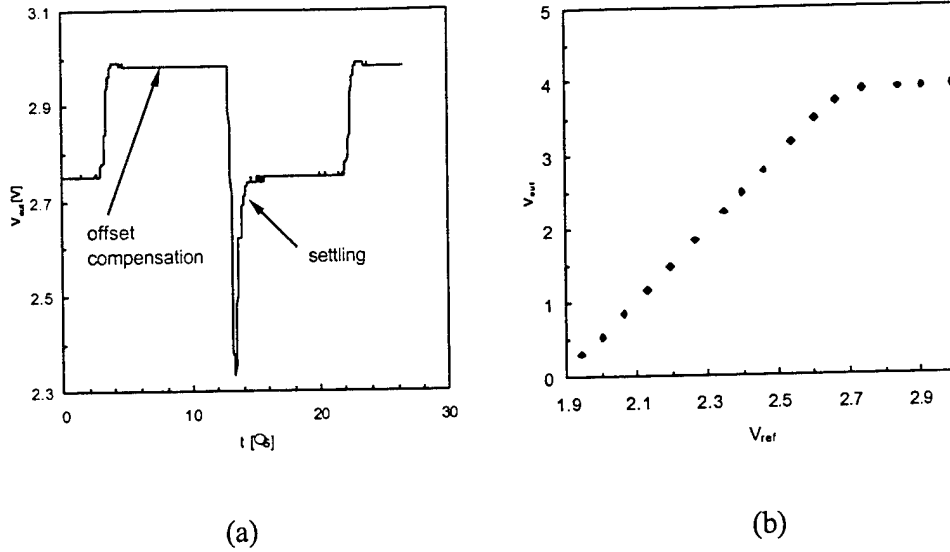 3.1
2.9
2.7
2.5
2.3
V_out [V]
offset
compensation
settling
0
10
20
30
(a)
5
4
3
2
1
0
V_out
1.9
2.1
2.3
2.5
2.7
2.9
V_ref
(b)